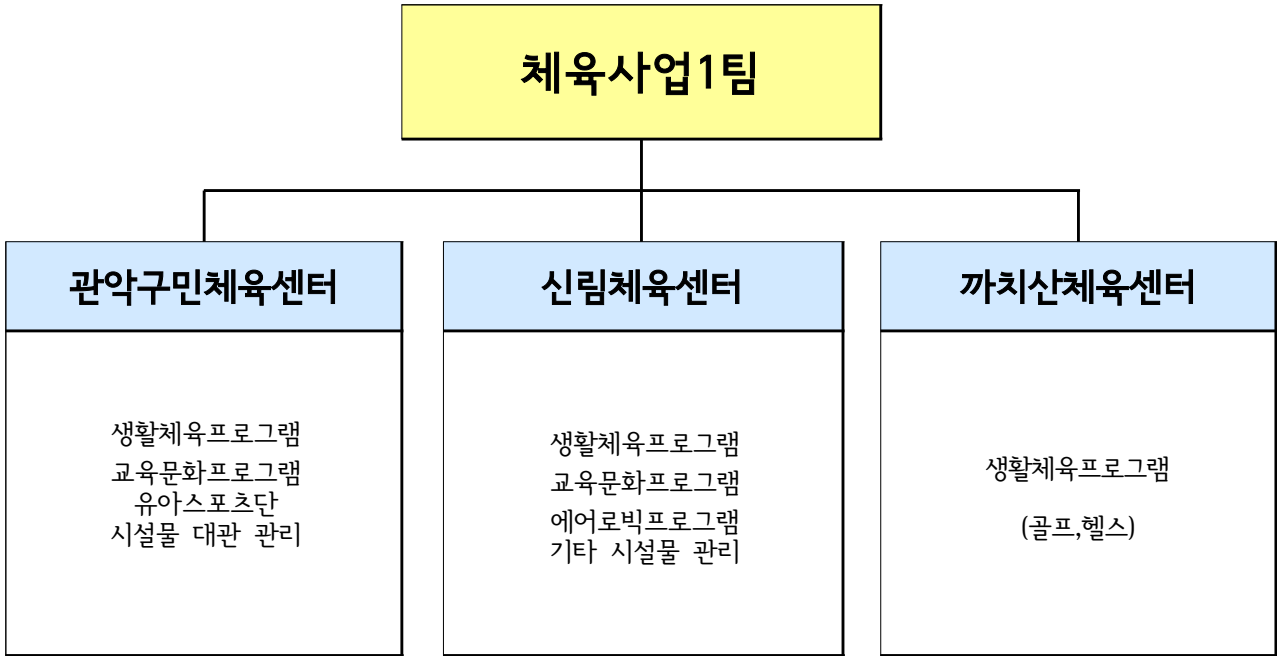 체육사업1팀
관악구민체육센터
생활체육프로그램
교육문화프로그램
유아스포츠단
시설물 대관 관리
신림체육센터
생활체육프로그램
교육문화프로그램
에어로빅프로그램
기타 시설물 관리
까치산체육센터
생활체육프로그램
(골프,헬스)